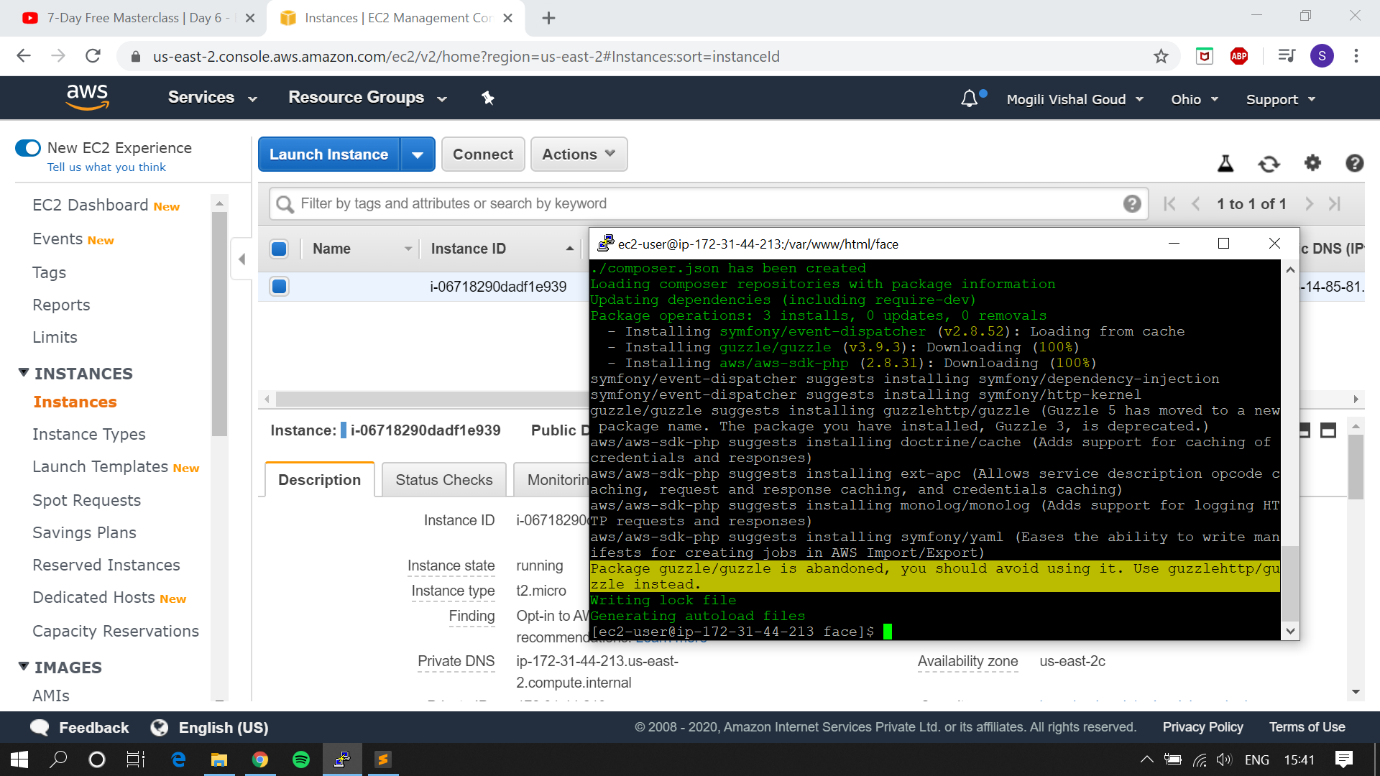 7-Day Free Masterclass | Day 6 -
Instances | EC2 Management Con
us-east-2.console.aws.amazon.com/ec2/v2/home?region=us-east-2#Instances:sort=instanceId
ABP
S
aws
Services
Resource Groups
Mogili Vishal Goud
Ohio
Support
New EC2 Experience
Tell us what you think
EC2 Dashboard New
Events New
Tags
Reports
Limits
INSTANCES
Instances
Instance Types
Launch Templates New
Spot Requests
Savings Plans
Reserved Instances
Dedicated Hosts New
Capacity Reservations
IMAGES
AMIs
Launch Instance
Connect
Actions
Filter by tags and attributes or search by keyword
1 to 1 of 1
Name
Instance ID
c DNS (IP
i-06718290dadf1e939
-14-85-81.
ec2-user@ip-172-31-44-213:/var/www/html/face
./composer.json has been created
Loading composer repositories with package information
Updating dependencies (including require-dev)
Package operations: 3 installs, 0 updates, 0 removals
- Installing symfony/event-dispatcher (v2.8.52): Loading from cache
- Installing guzzle/guzzle (v3.9.3): Downloading (100%)
- Installing aws/aws-sdk-php (2.8.31): Downloading (100%)
symfony/event-dispatcher suggests installing symfony/dependency-injection
symfony/event-dispatcher suggests installing symfony/http-kernel
guzzle/guzzle suggests installing guzzlehttp/guzzle (Guzzle 5 has moved to a new
package name. The package you have installed, Guzzle 3, is deprecated.)
aws/aws-sdk-php suggests installing doctrine/cache (Adds support for caching of
credentials and responses)
aws/aws-sdk-php suggests installing ext-apc (Allows service description opcode c
aching, request and response caching, and credentials caching)
aws/aws-sdk-php suggests installing monolog/monolog (Adds support for logging HT
TP requests and responses)
aws/aws-sdk-php suggests installing symfony/yaml (Eases the ability to write man
ifests for creating jobs in AWS Import/Export)
Package guzzle/guzzle is abandoned, you should avoid using it. Use guzzlehttp/gu
zzle instead.
Writing lock file
Generating autoload files
[ec2-user@ip-172-31-44-213 face]$
Instance: i-06718290dadf1e939
Public D
Description
Status Checks
Monitorin
Instance ID i-06718290
Instance state running
Instance type t2.micro
Finding Opt-in to AW
Private DNS ip-172-31-44-213.us-east-
2.compute.internal
Availability zone us-east-2c
Feedback
English (US)
© 2008 - 2020, Amazon Internet Services Private Ltd. or its affiliates. All rights reserved.
Privacy Policy
Terms of Use
ENG
15:41